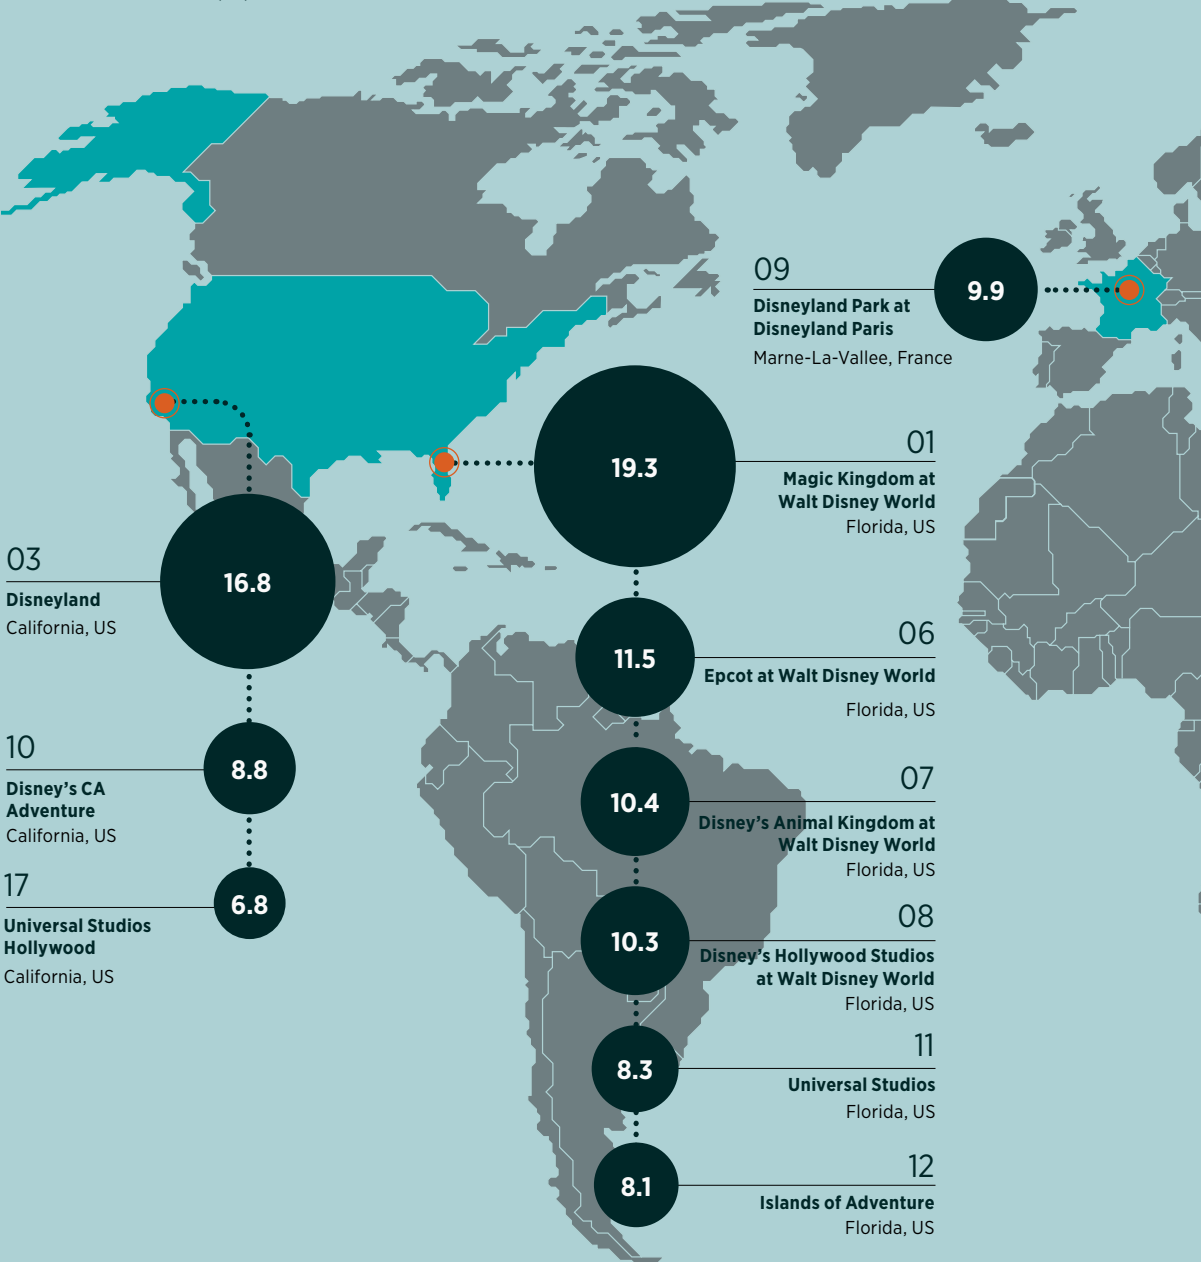 09
9.9
Disneyland Park at
Disneyland Paris
Marne-La-Vallee, France
01
19.3
Magic Kingdom at
Walt Disney World
Florida, US
03
16.8
Disneyland
California, US
06
11.5
Epcot at Walt Disney World
Florida, US
10
8.8
Disney’s CA
Adventure
California, US
07
10.4
Disney’s Animal Kingdom at
Walt Disney World
Florida, US
17
6.8
Universal Studios
Hollywood
California, US
08
10.3
Disney’s Hollywood Studios
at Walt Disney World
Florida, US
11
8.3
Universal Studios
Florida, US
12
8.1
Islands of Adventure
Florida, US